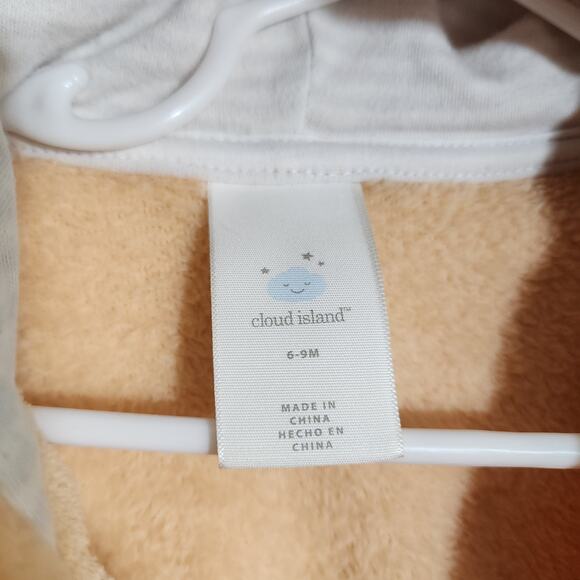 cloud island™
6-9M
MADE IN
CHINA
HECHO EN
CHINA